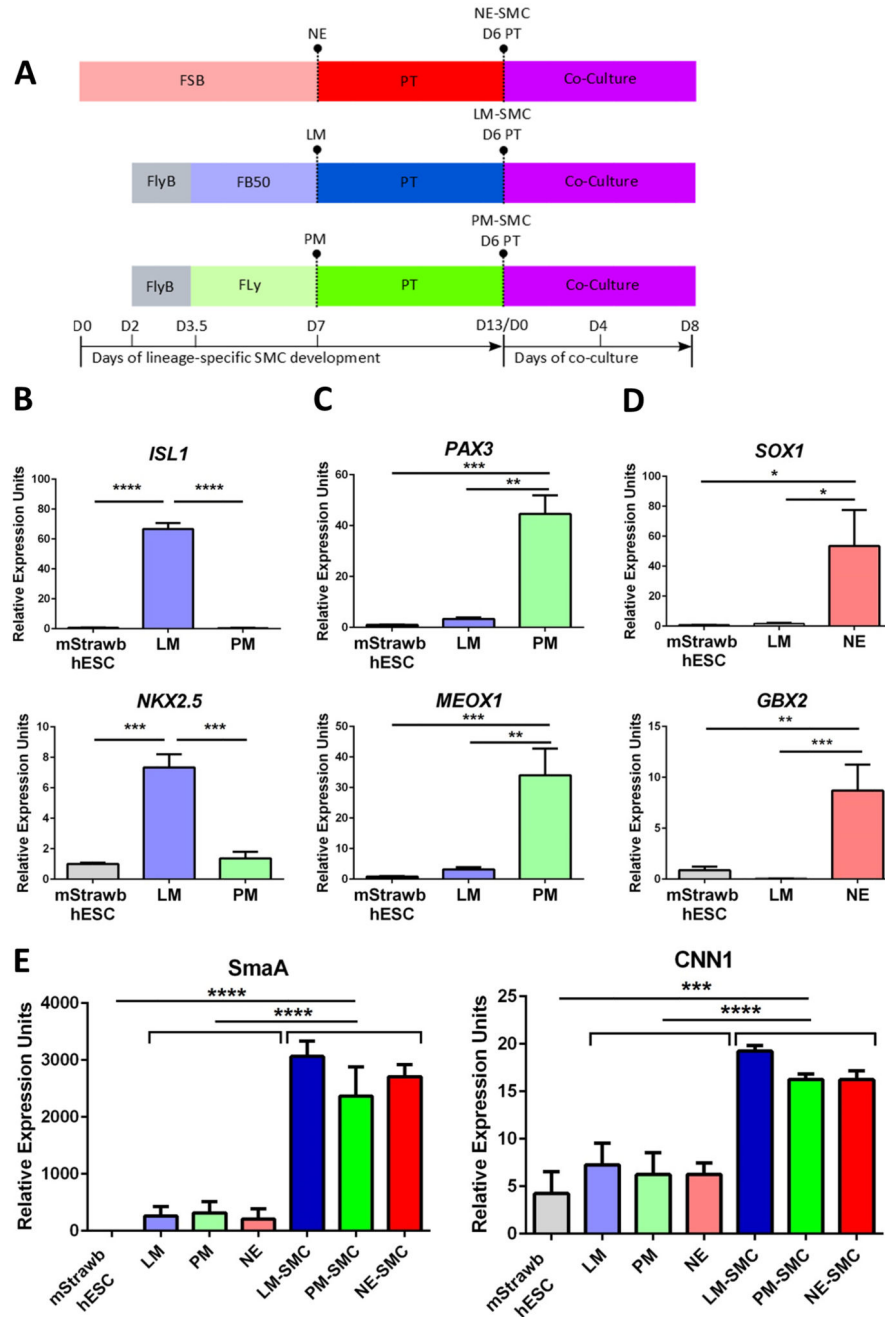 A
NE
NE-SMC
D6 PT
FSB
PT
Co-Culture
LM
LM-SMC
D6 PT
FlyB
FB50
PT
Co-Culture
PM
PM-SMC
D6 PT
FlyB
FLy
PT
Co-Culture
D0
D2
D3.5
D7
D13/D0
D4
D8
Days of lineage-specific SMC development
Days of co-culture
B
ISL1
Relative Expression Units
100
80
60
40
20
0
****
****
mStrawb
hESC
LM
PM
NKX2.5
Relative Expression Units
10
8
6
4
2
0
***
***
mStrawb
hESC
LM
PM
C
PAX3
Relative Expression Units
60
40
20
0
***
**
mStrawb
hESC
LM
PM
MEOX1
Relative Expression Units
50
40
30
20
10
0
***
**
mStrawb
hESC
LM
PM
D
SOX1
Relative Expression Units
100
80
60
40
20
0
*
*
mStrawb
hESC
LM
NE
GBX2
Relative Expression Units
15
10
5
0
**
***
mStrawb
hESC
LM
NE
E
SmaA
Relative Expression Units
4000
3000
2000
1000
0
****
****
mStrawb
hESC
LM
PM
NE
LM-SMC
PM-SMC
NE-SMC
CNN1
Relative Expression Units
25
20
15
10
5
0
***
****
mStrawb
hESC
LM
PM
NE
LM-SMC
PM-SMC
NE-SMC